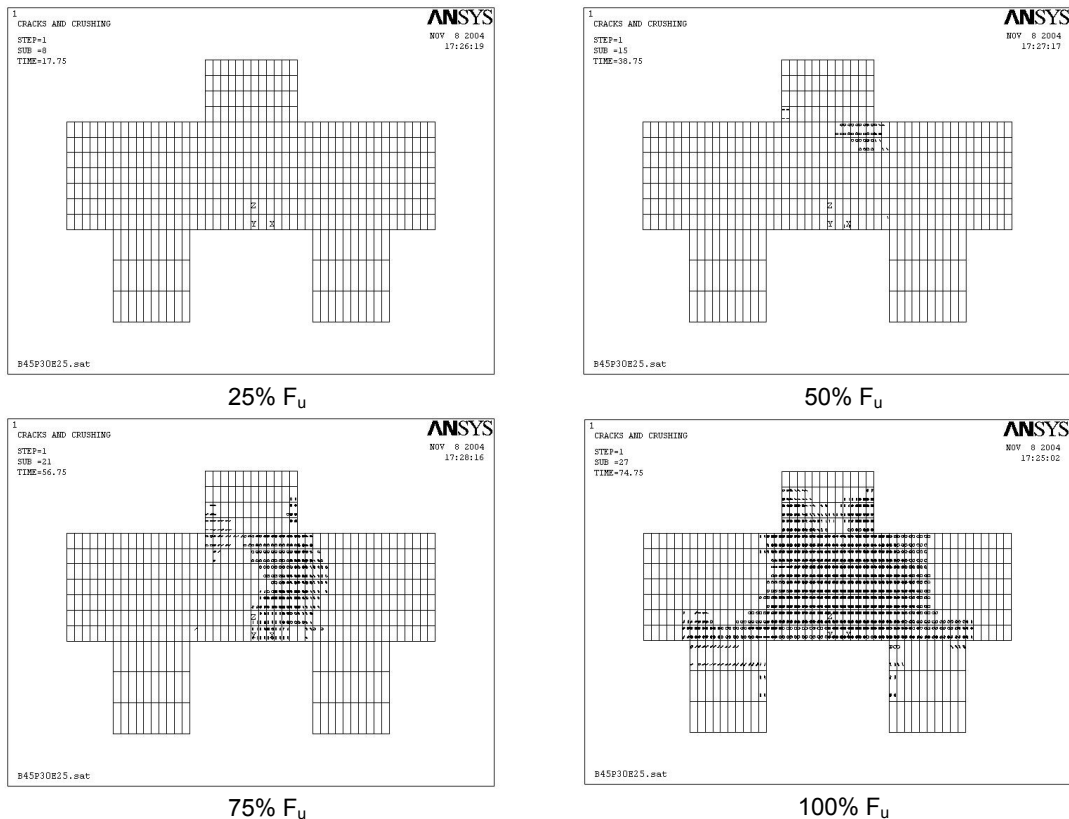 1
CRACKS AND CRUSHING
STEP=1
SUB =8
TIME=17.75
ANSYS
NOV 8 2004
17:26:19
Z
Y X
B45P30E25.sat
25% Fu
1
CRACKS AND CRUSHING
STEP=1
SUB =15
TIME=38.75
ANSYS
NOV 8 2004
17:27:17
Z
Y X
B45P30E25.sat
50% Fu
1
CRACKS AND CRUSHING
STEP=1
SUB =21
TIME=56.75
ANSYS
NOV 8 2004
17:28:16
Z
Y X
B45P30E25.sat
75% Fu
1
CRACKS AND CRUSHING
STEP=1
SUB =27
TIME=74.75
ANSYS
NOV 8 2004
17:25:02
Z
Y X
B45P30E25.sat
100% Fu